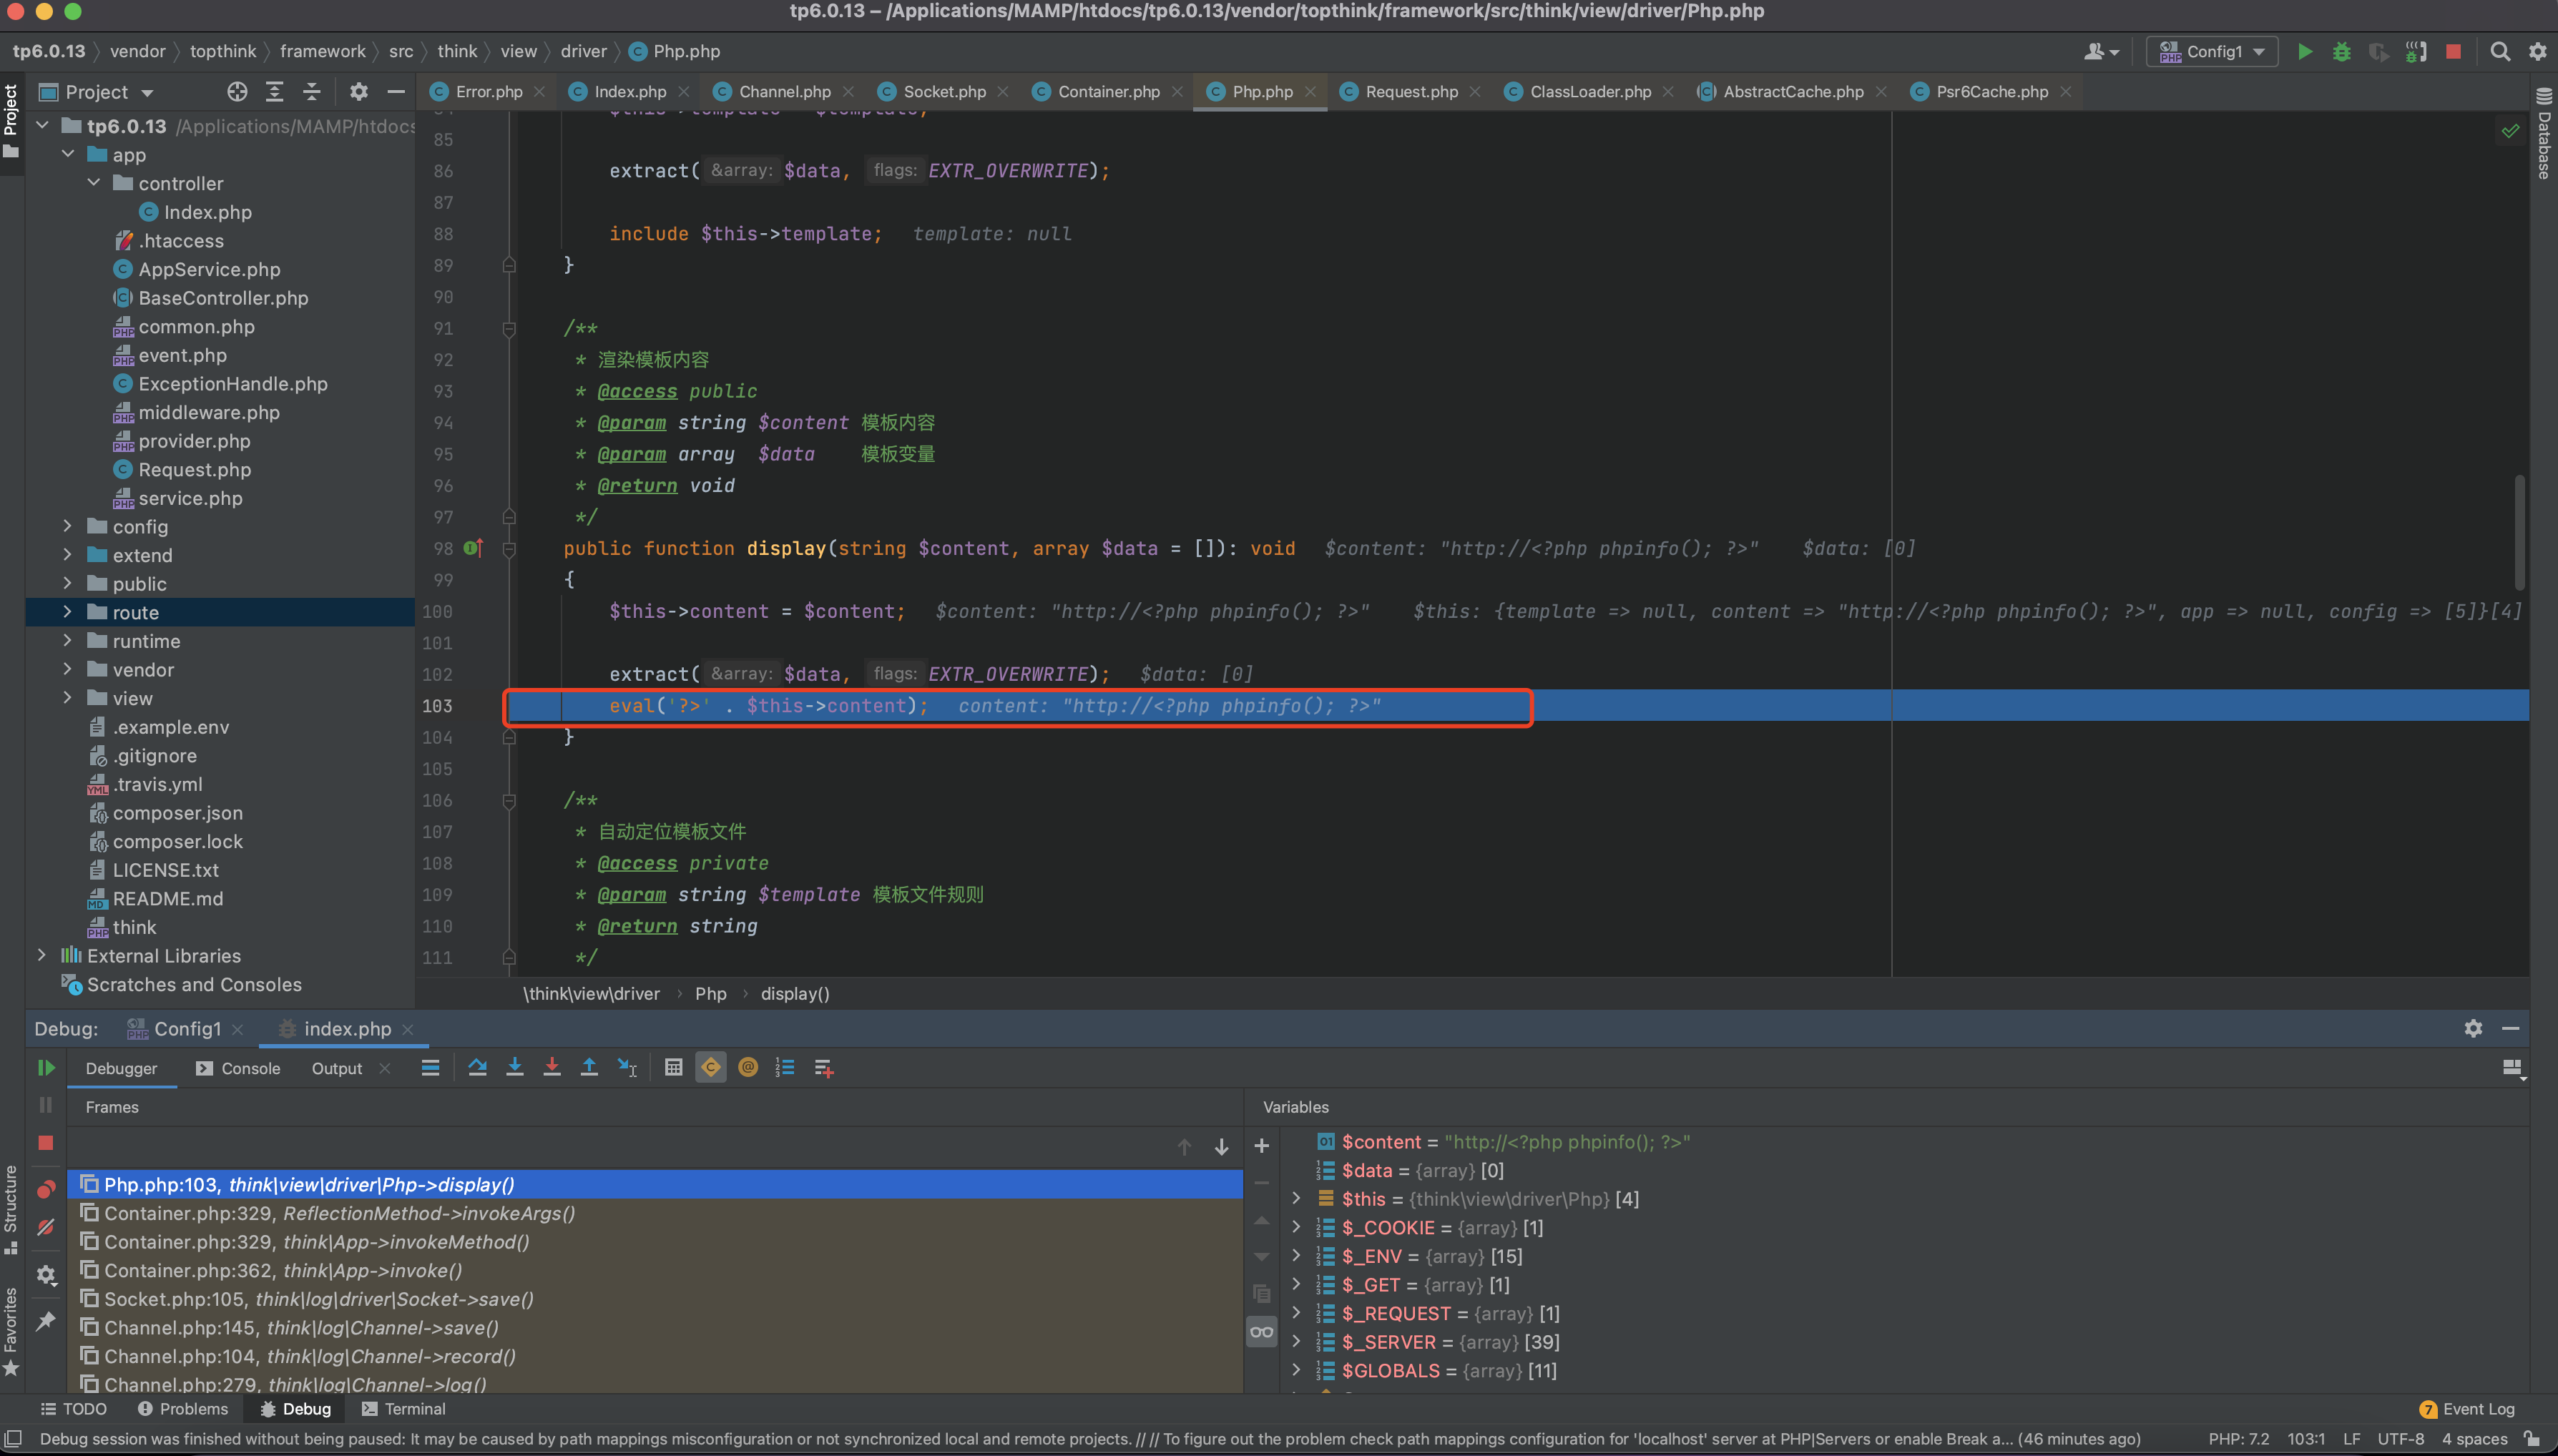 tp6.0.13 – /Applications/MAMP/htdocs/tp6.0.13/vendor/topthink/framework/src/think/view/driver/Php.php
tp6.0.13 vendor topthink framework src think view driver Php.php
Config1
Project
Error.php Index.php Channel.php Socket.php Container.php Php.php Request.php ClassLoader.php AbstractCache.php Psr6Cache.php
Project
Database
tp6.0.13 /Applications/MAMP/htdocs
app
controller
Index.php
.htaccess
AppService.php
BaseController.php
common.php
event.php
ExceptionHandle.php
middleware.php
provider.php
Request.php
service.php
config
extend
public
route
runtime
vendor
view
.example.env
.gitignore
.travis.yml
composer.json
composer.lock
LICENSE.txt
README.md
think
External Libraries
Scratches and Consoles
85
86 extract( &array: $data, flags: EXTR_OVERWRITE);
87
88 include $this->template; template: null
89 }
90
91 /**
92 * 渲染模板内容
93 * @access public
94 * @param string $content 模板内容
95 * @param array $data 模板变量
96 * @return void
97 */
98 public function display(string $content, array $data = []): void $content: "http://<?php phpinfo(); ?>" $data: [0]
99 {
100 $this->content = $content; $content: "http://<?php phpinfo(); ?>" $this: {template => null, content => "http://<?php phpinfo(); ?>", app => null, config => [5]}[4]
101
102 extract( &array: $data, flags: EXTR_OVERWRITE); $data: [0]
103 eval('?>' . $this->content); content: "http://<?php phpinfo(); ?>"
104 }
105
106 /**
107 * 自动定位模板文件
108 * @access private
109 * @param string $template 模板文件规则
110 * @return string
111 */
\think\view\driver Php display()
Debug: Config1 index.php
Debugger Console Output
Frames
Php.php:103, think\view\driver\Php->display()
Container.php:329, ReflectionMethod->invokeArgs()
Container.php:329, think\App->invokeMethod()
Container.php:362, think\App->invoke()
Socket.php:105, think\log\driver\Socket->save()
Channel.php:145, think\log\Channel->save()
Channel.php:104, think\log\Channel->record()
Channel.php:279, think\log\Channel->log()
Variables
$content = "http://<?php phpinfo(); ?>"
$data = {array} [0]
$this = {think\view\driver\Php} [4]
$_COOKIE = {array} [1]
$_ENV = {array} [15]
$_GET = {array} [1]
$_REQUEST = {array} [1]
$_SERVER = {array} [39]
$GLOBALS = {array} [11]
Structure
Favorites
TODO Problems Debug Terminal
7 Event Log
Debug session was finished without being paused: It may be caused by path mappings misconfiguration or not synchronized local and remote projects. // // To figure out the problem check path mappings configuration for 'localhost' server at PHP|Servers or enable Break a... (46 minutes ago) PHP: 7.2 103:1 LF UTF-8 4 spaces